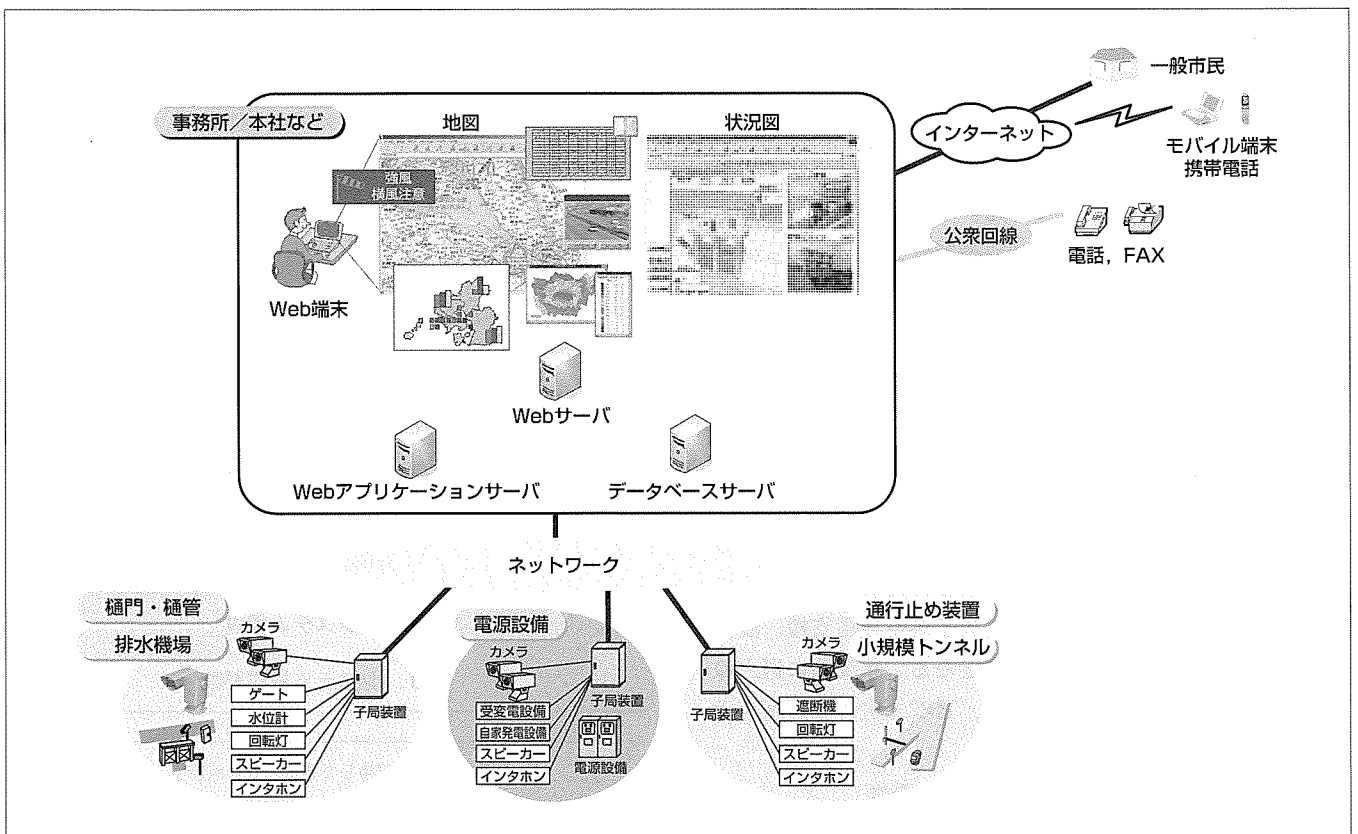 一般市民
インターネット
モバイル端末
携帯電話
公衆回線
電話，FAX
事務所／本社など
地図
状況図
強風
横風注意
Web端末
Webサーバ
Webアプリケーションサーバ
データベースサーバ
ネットワーク
樋門・樋管
排水機場
カメラ
ゲート
水位計
回転灯
スピーカー
インタホン
子局装置
電源設備
カメラ
受変電設備
自家発電設備
スピーカー
インタホン
子局装置
電源設備
通行止め装置
小規模トンネル
カメラ
子局装置
遮断機
回転灯
スピーカー
インタホン